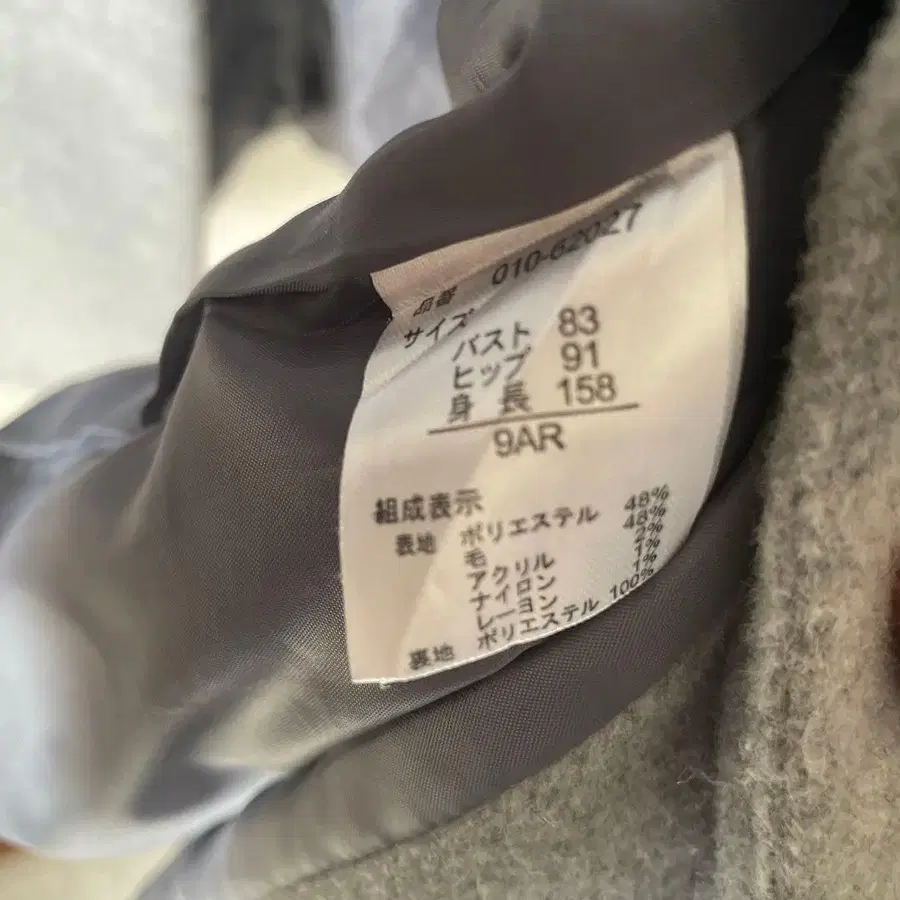 品番 010-62027
サイズ
バスト 83
ヒップ 91
身長 158
9AR
組成表示
表地 ポリエステル 48%
毛 48%
アクリル 2%
ナイロン 1%
レーヨン 1%
裏地 ポリエステル 100%